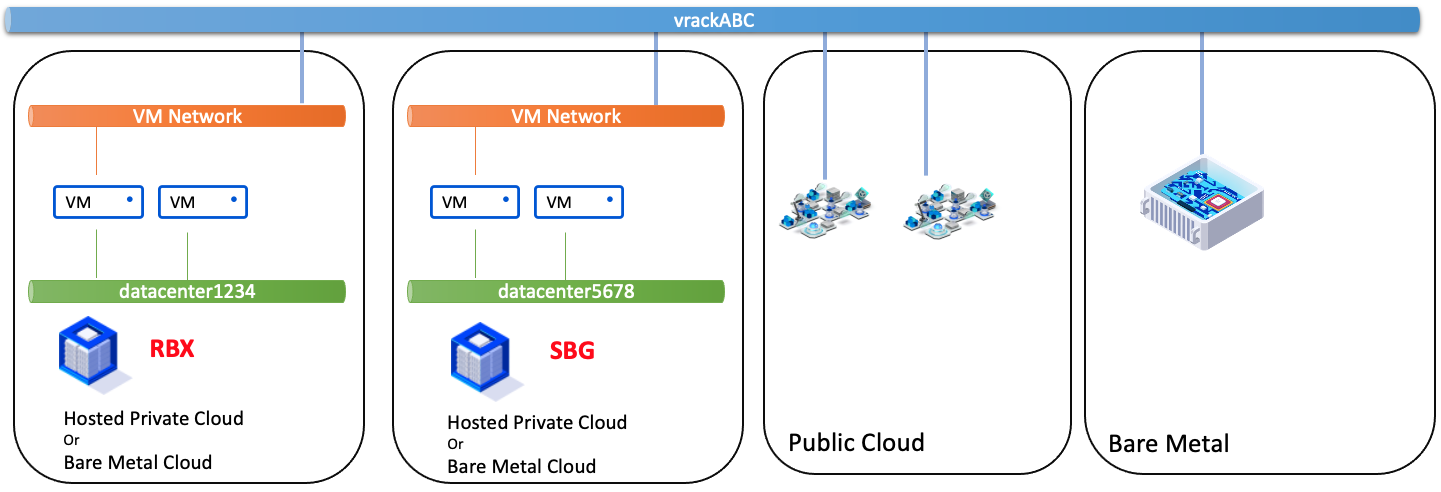 vrackABC
VM Network
VM
VM
datacenter1234
RBX
Hosted Private Cloud
Or
Bare Metal Cloud
VM Network
VM
VM
datacenter5678
SBG
Hosted Private Cloud
Or
Bare Metal Cloud
Public Cloud
Bare Metal